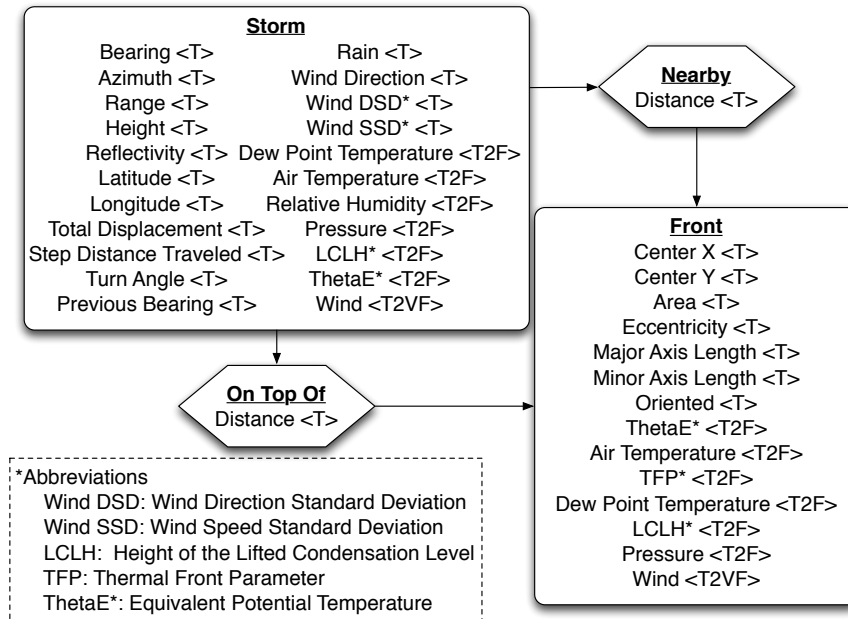 Storm
Bearing <T>
Azimuth <T>
Range <T>
Height <T>
Reflectivity <T>
Latitude <T>
Longitude <T>
Total Displacement <T>
Step Distance Traveled <T>
Turn Angle <T>
Previous Bearing <T>
Rain <T>
Wind Direction <T>
Wind DSD* <T>
Wind SSD* <T>
Dew Point Temperature <T2F>
Air Temperature <T2F>
Relative Humidity <T2F>
Pressure <T2F>
LCLH* <T2F>
ThetaE* <T2F>
Wind <T2VF>
Nearby
Distance <T>
On Top Of
Distance <T>
Front
Center X <T>
Center Y <T>
Area <T>
Eccentricity <T>
Major Axis Length <T>
Minor Axis Length <T>
Oriented <T>
ThetaE* <T2F>
Air Temperature <T2F>
TFP* <T2F>
Dew Point Temperature <T2F>
LCLH* <T2F>
Pressure <T2F>
Wind <T2VF>
*Abbreviations
Wind DSD: Wind Direction Standard Deviation
Wind SSD: Wind Speed Standard Deviation
LCLH: Height of the Lifted Condensation Level
TFP: Thermal Front Parameter
ThetaE*: Equivalent Potential Temperature